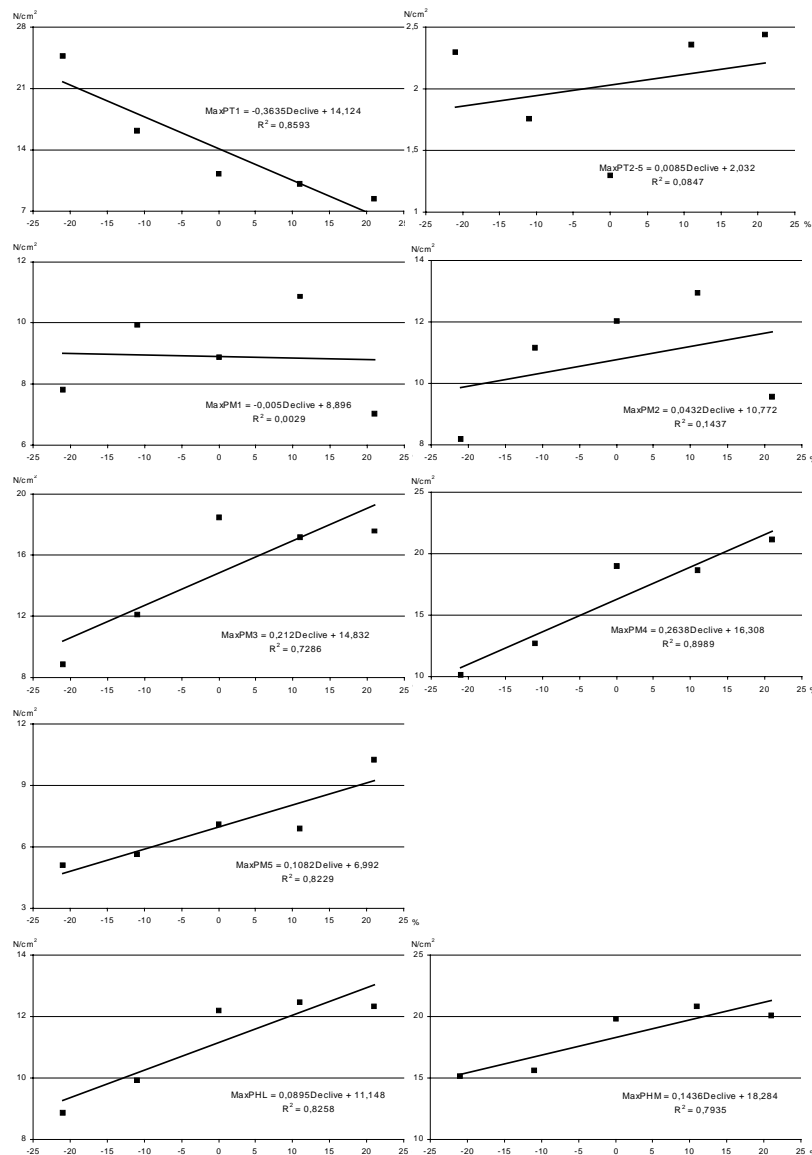 N/cm2
28
21
14
7
-25 -20 -15 -10 -5 0 5 10 15 20 25
MaxPT1 = -0,3635Declive + 14,124
R2 = 0,8593
N/cm2
2,5
2
1,5
1
-25 -20 -15 -10 -5 0 5 10 15 20 25 %
MaxPT2-5 = 0,0085Declive + 2,032
R2 = 0,0847
N/cm2
12
10
8
6
-25 -20 -15 -10 -5 0 5 10 15 20 25
MaxPM1 = -0,005Declive + 8,896
R2 = 0,0029
N/cm2
14
12
10
8
-25 -20 -15 -10 -5 0 5 10 15 20 25
MaxPM2 = 0,0432Declive + 10,772
R2 = 0,1437
N/cm2
20
16
12
8
-25 -20 -15 -10 -5 0 5 10 15 20 25
MaxPM3 = 0,212Declive + 14,832
R2 = 0,7286
N/cm2
25
20
15
10
-25 -20 -15 -10 -5 0 5 10 15 20 25
MaxPM4 = 0,2638Declive + 16,308
R2 = 0,8989
N/cm2
12
9
6
3
-25 -20 -15 -10 -5 0 5 10 15 20 25 %
MaxPM5 = 0,1082Delive + 6,992
R2 = 0,8229
N/cm2
14
12
10
8
-25 -20 -15 -10 -5 0 5 10 15 20 25
MaxPHL = 0,0895Declive + 11,148
R2 = 0,8258
N/cm2
25
20
15
10
-25 -20 -15 -10 -5 0 5 10 15 20 25
MaxPHM = 0,1436Declive + 18,284
R2 = 0,7935